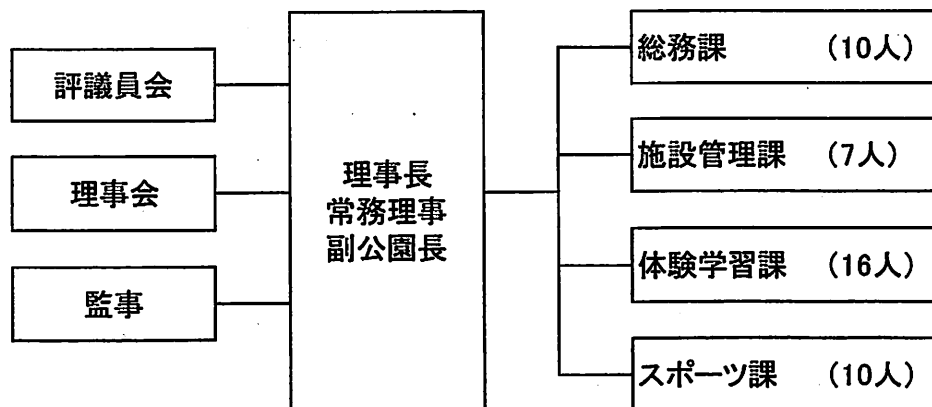 評議員会
理事会
監事
理事長
常務理事
副公園長
総務課 (10人)
施設管理課 (7人)
体験学習課 (16人)
スポーツ課 (10人)